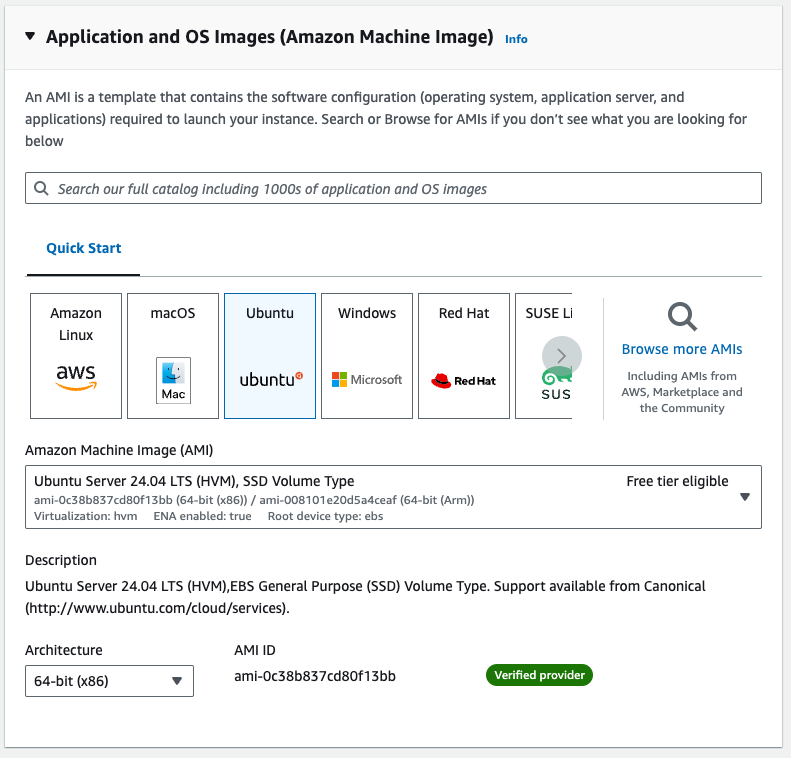 Application and OS Images (Amazon Machine Image) Info
An AMI is a template that contains the software configuration (operating system, application server, and
applications) required to launch your instance. Search or Browse for AMIs if you don’t see what you are looking for
below
Search our full catalog including 1000s of application and OS images
Quick Start
Amazon
Linux
aws
macOS
Mac
Ubuntu
ubuntu
Windows
Microsoft
Red Hat
Red Hat
SUSE Li
SUS
Browse more AMIs
Including AMIs from
AWS, Marketplace and
the Community
Amazon Machine Image (AMI)
Ubuntu Server 24.04 LTS (HVM), SSD Volume Type
Free tier eligible
ami-0c38b837cd80f13bb (64-bit (x86)) / ami-008101e20d5a4ceaf (64-bit (Arm))
Virtualization: hvm ENA enabled: true Root device type: ebs
Description
Ubuntu Server 24.04 LTS (HVM),EBS General Purpose (SSD) Volume Type. Support available from Canonical
(http://www.ubuntu.com/cloud/services).
Architecture
64-bit (x86)
AMI ID
ami-0c38b837cd80f13bb
Verified provider